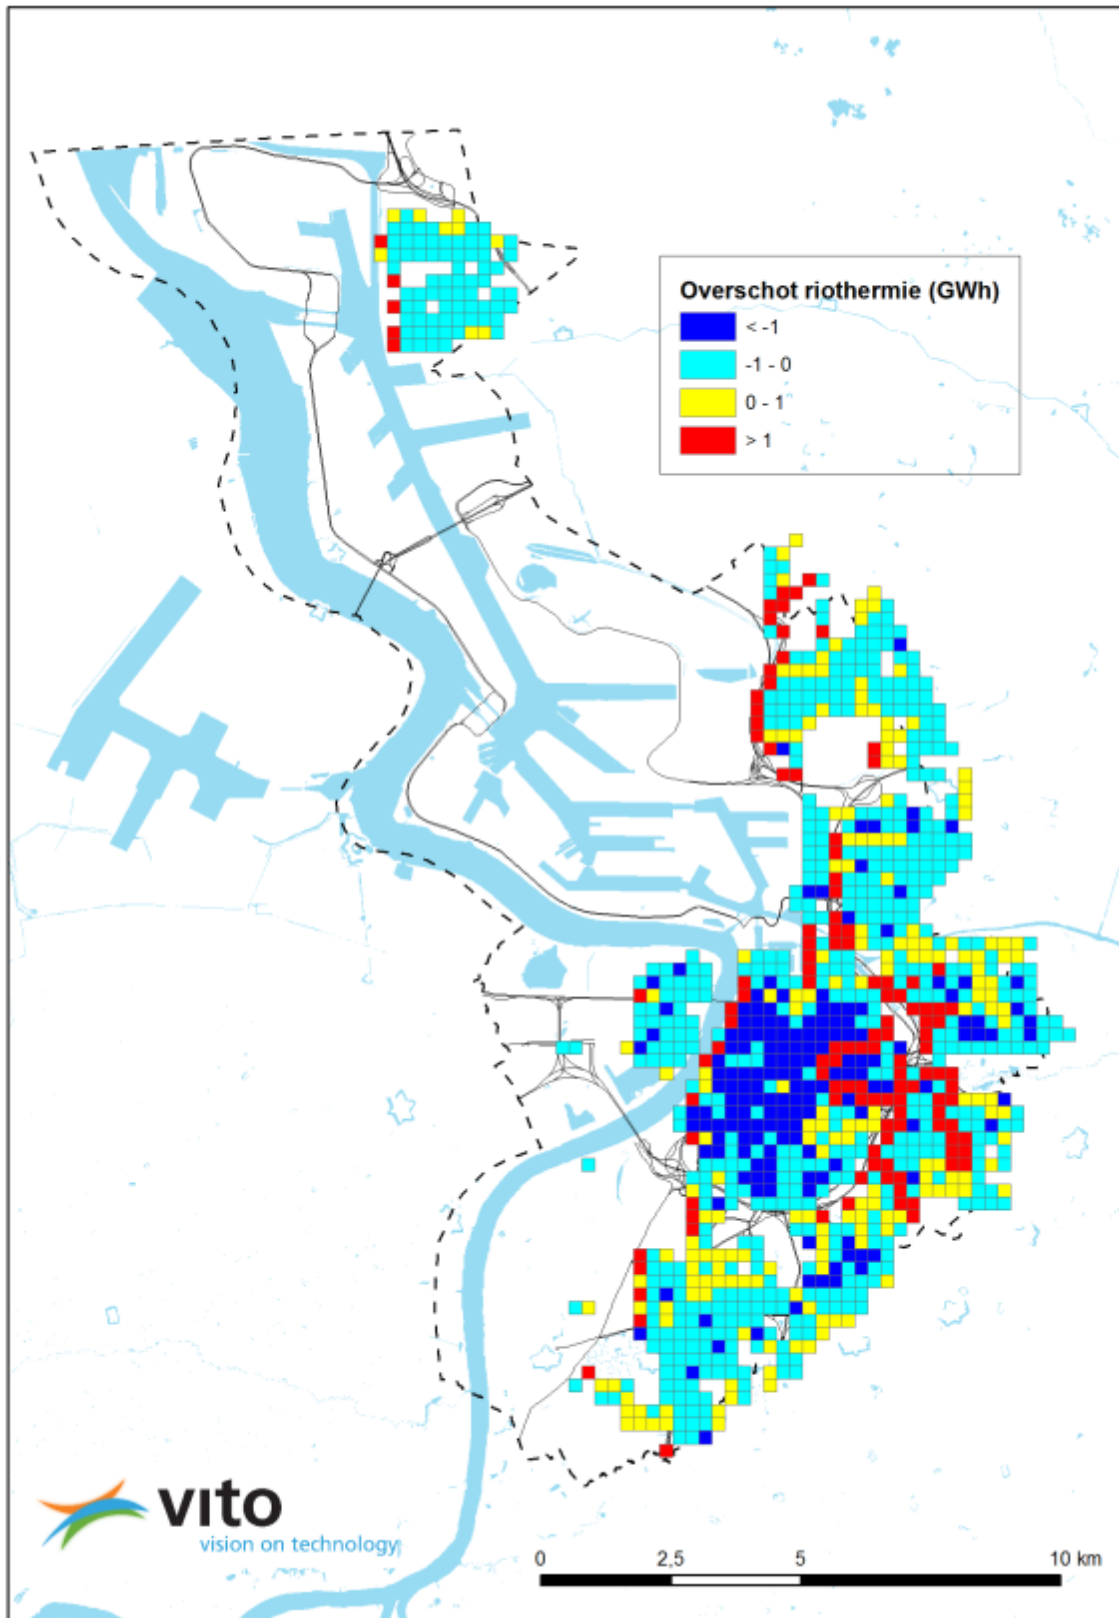 Overschot riothermie (GWh)
< -1
-1 - 0
0 - 1
> 1
vito
vision on technology
0 2,5 5 10 km